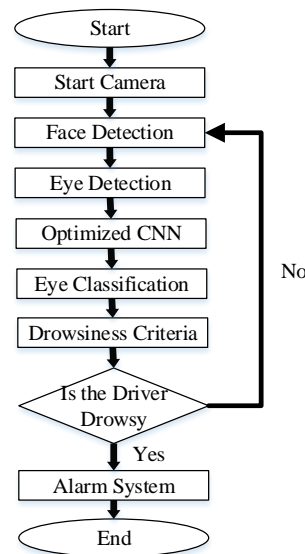 Start
Start Camera
Face Detection
Eye Detection
Optimized CNN
Eye Classification
Drowsiness Criteria
Is the Driver
Drowsy
No
Yes
Alarm System
End